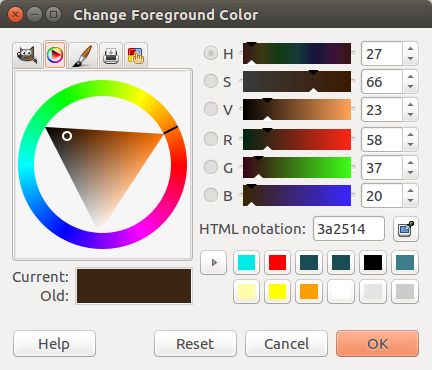 Change Foreground Color
H 27
S 66
V 23
R 58
G 37
B 20
HTML notation: 3a2514
Current:
Old:
Help Reset Cancel OK